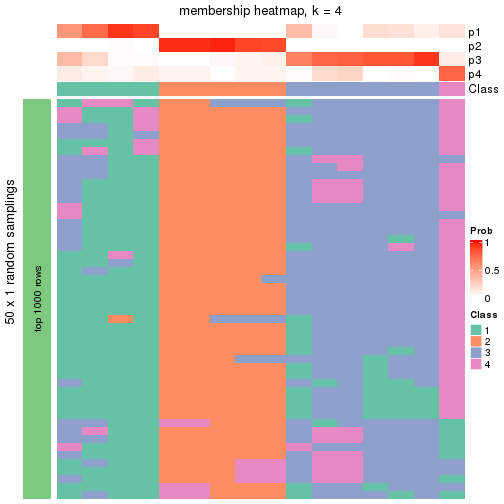 membership heatmap, k = 4
p1
p2
p3
p4
Class
50 x 1 random samplings
top 1000 rows
Prob
1
0.5
0
Class
1
2
3
4